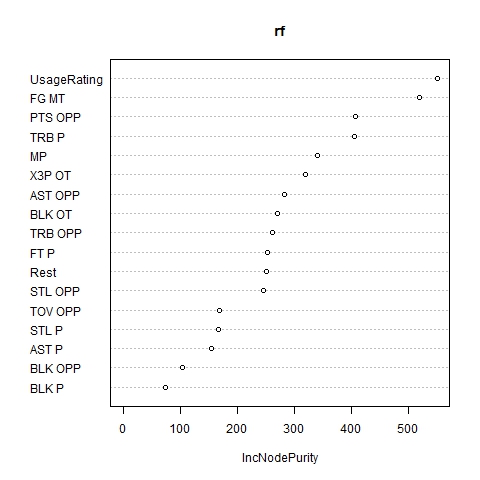 rf
UsageRating
FG MT
PTS OPP
TRB P
MP
X3P OT
AST OPP
BLK OT
TRB OPP
FT P
Rest
STL OPP
TOV OPP
STL P
AST P
BLK OPP
BLK P
0 100 200 300 400 500
IncNodePurity